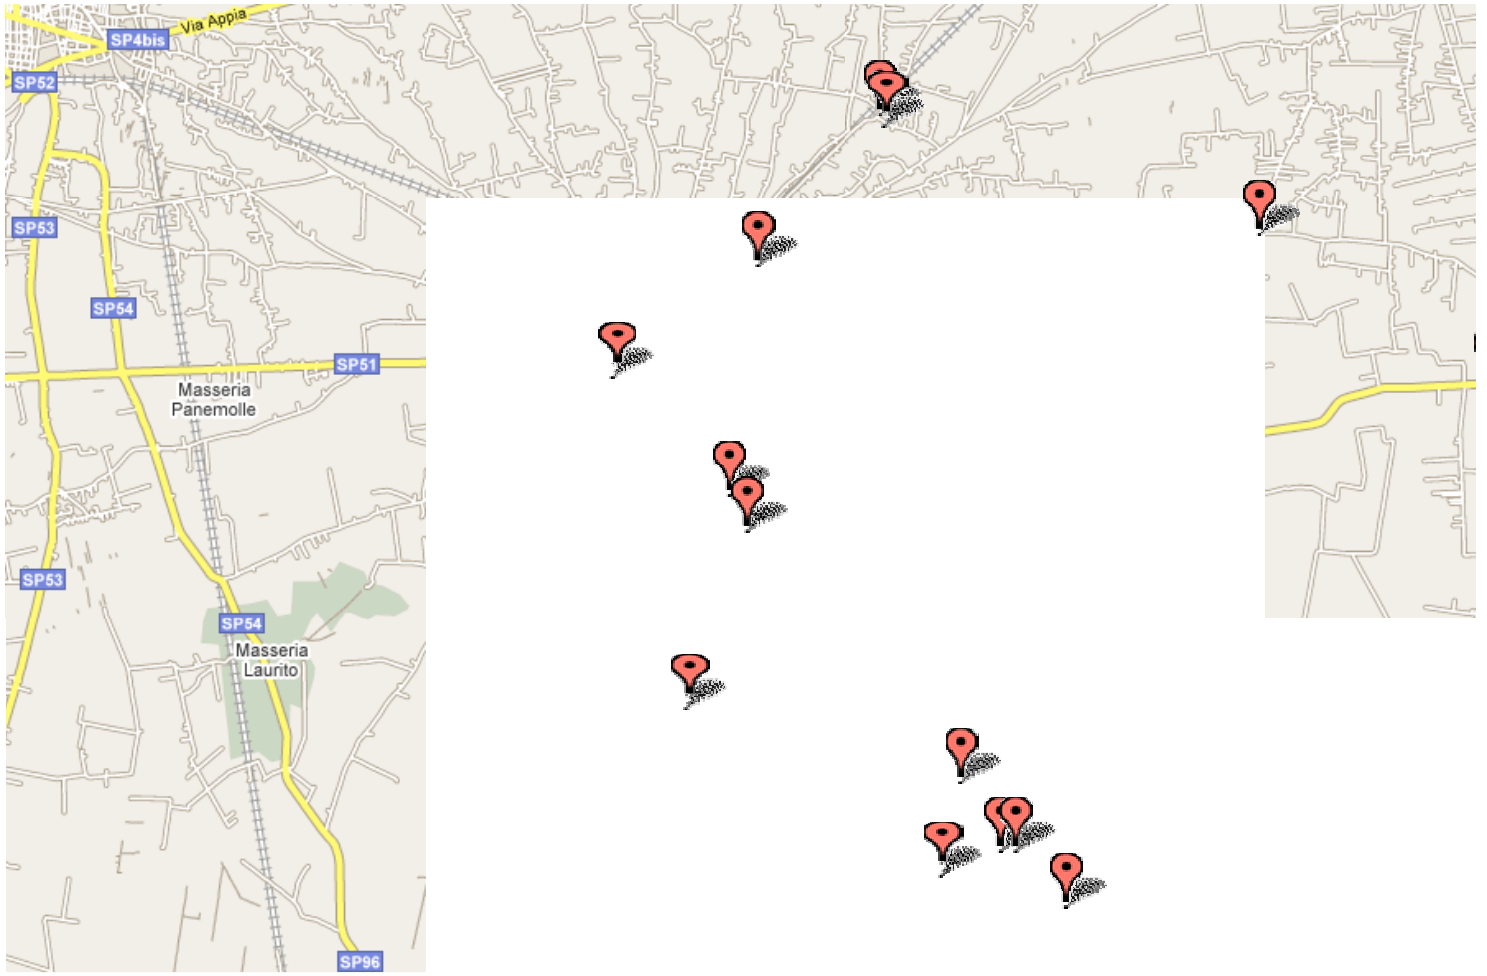 Via Appia
SP4bis
SP52
SP53
SP54
SP51
Masseria
Panemolle
SP53
SP54
Masseria
Laurito
SP96